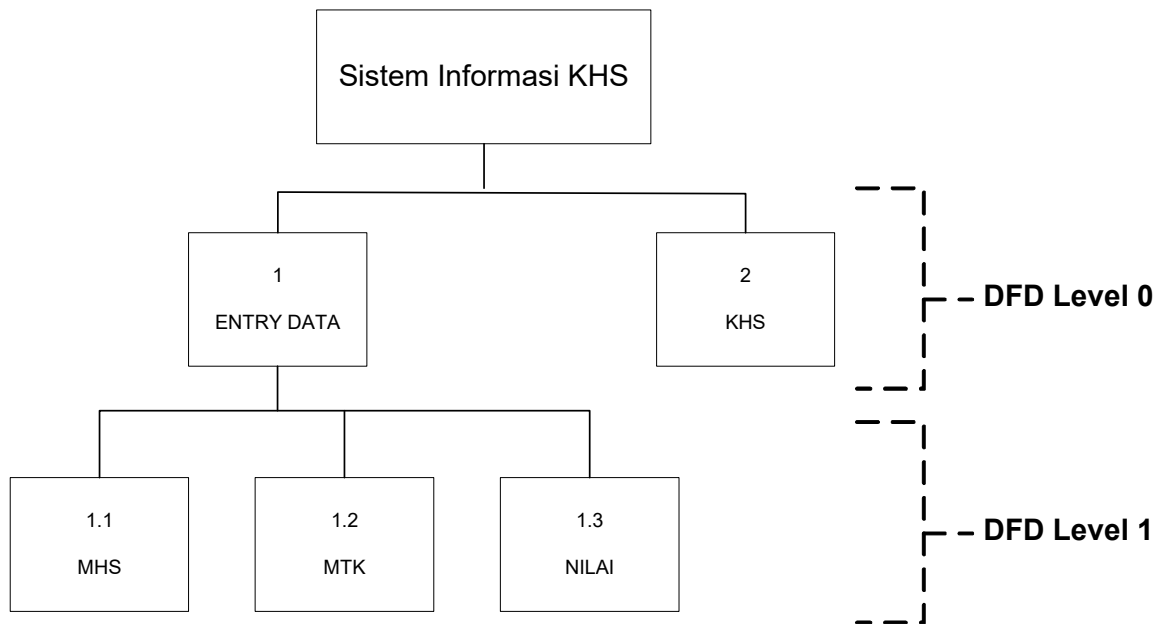 Sistem Informasi KHS
1
ENTRY DATA
2
KHS
DFD Level 0
1.1
MHS
1.2
MTK
1.3
NILAI
DFD Level 1